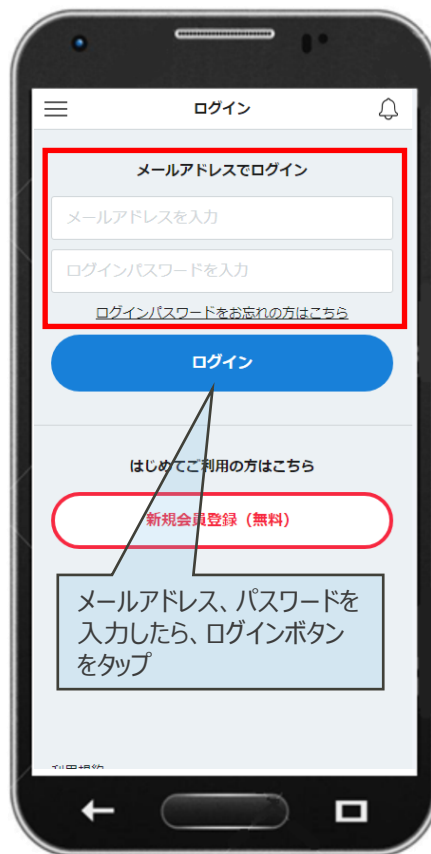 ログイン
メールアドレスでログイン
メールアドレスを入力
ログインパスワードを入力
ログインパスワードをお忘れの方はこちら
ログイン
はじめてご利用の方はこちら
新規会員登録（無料）
メールアドレス、パスワードを
入力したら、ログインボタン
をタップ
利用規約